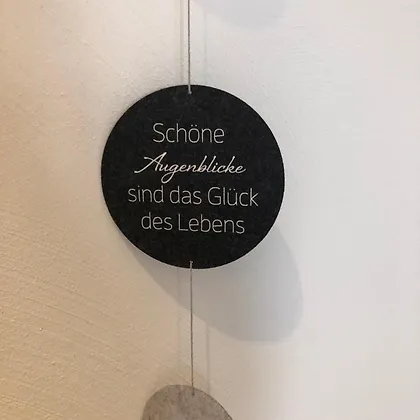 Schöne
Augenblicke
sind das Glück
des Lebens